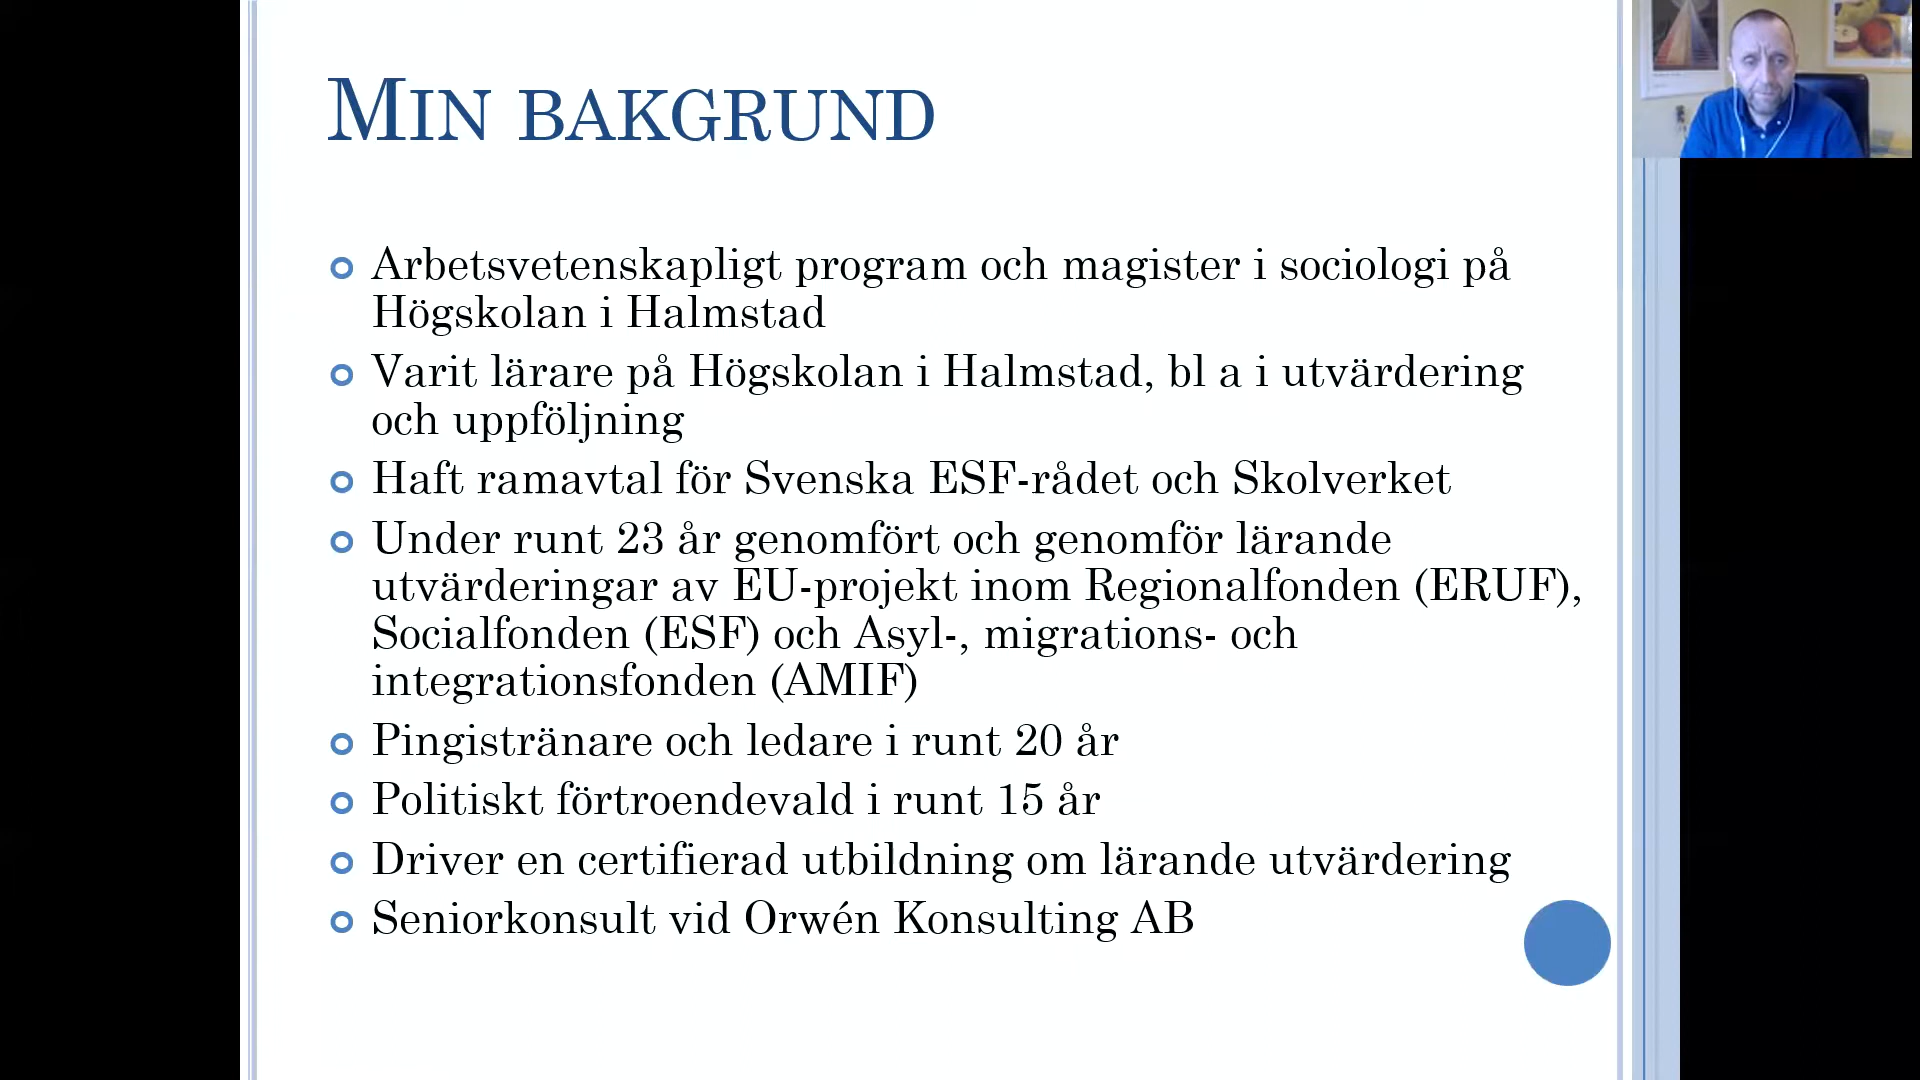 Min bakgrund
Arbetsvetenskapligt program och magister i sociologi på
Högskolan i Halmstad
Varit lärare på Högskolan i Halmstad, bl a i utvärdering
och uppföljning
Haft ramavtal för Svenska ESF-rådet och Skolverket
Under runt 23 år genomfört och genomför lärande
utvärderingar av EU-projekt inom Regionalfonden (ERUF),
Socialfonden (ESF) och Asyl-, migrations- och
integrationsfonden (AMIF)
Pingistränare och ledare i runt 20 år
Politiskt förtroendevald i runt 15 år
Driver en certifierad utbildning om lärande utvärdering
Seniorkonsult vid Orwén Konsulting AB